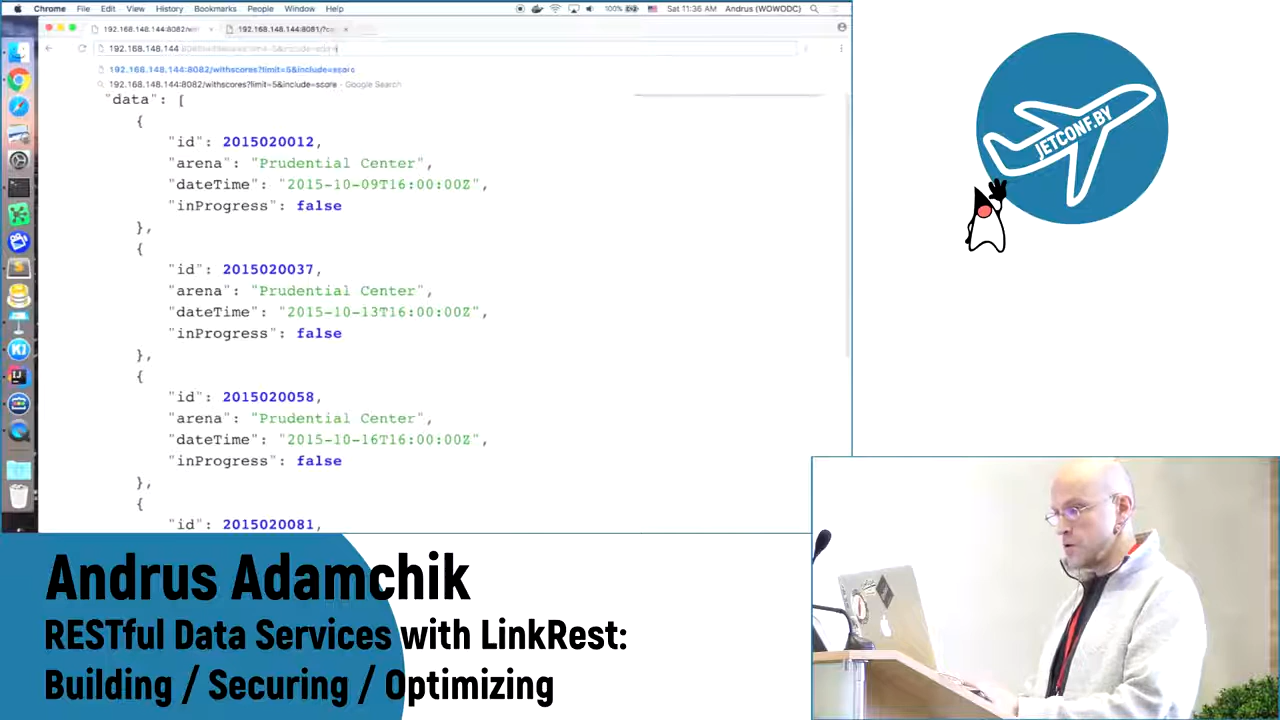 Chrome File Edit View History Bookmarks People Window Help
100% Sat 11:36 AM Andrus (WOWODC)
192.168.148.144:8082/wit
192.168.148.144:8081/?ca
192.168.148.144
192.168.148.144:8082/withscores?limit=5&include=score
192.168.148.144:8082/withscores?limit=5&include=score - Google Search
"data": [
{
"id": 2015020012,
"arena": "Prudential Center",
"dateTime": "2015-10-09T16:00:00Z",
"inProgress": false
},
{
"id": 2015020037,
"arena": "Prudential Center",
"dateTime": "2015-10-13T16:00:00Z",
"inProgress": false
},
{
"id": 2015020058,
"arena": "Prudential Center",
"dateTime": "2015-10-16T16:00:00Z",
"inProgress": false
},
{
"id": 2015020081,
JETCONF.BY
Andrus Adamchik
RESTful Data Services with LinkRest:
Building / Securing / Optimizing